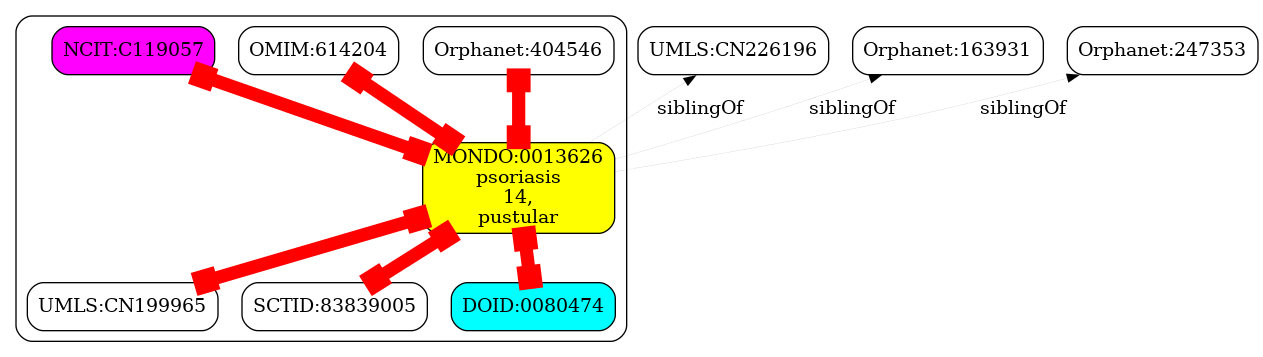 NCIT:C119057
OMIM:614204
Orphanet:404546
UMLS:CN226196
Orphanet:163931
Orphanet:247353
siblingOf
siblingOf
siblingOf
MONDO:0013626
psoriasis
14,
pustular
UMLS:CN199965
SCTID:83839005
DOID:0080474